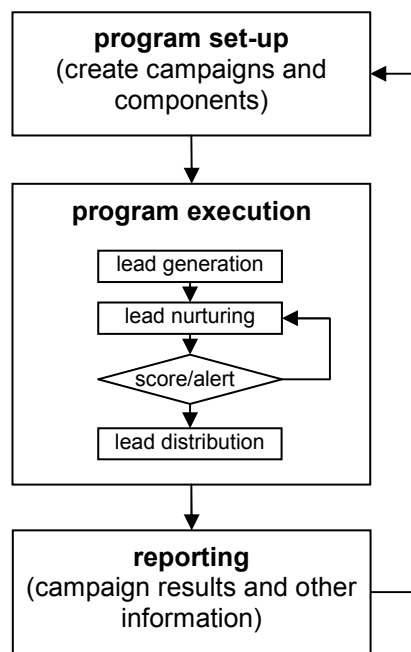 program set-up
(create campaigns and
components)
program execution
lead generation
lead nurturing
score/alert
lead distribution
reporting
(campaign results and other
information)